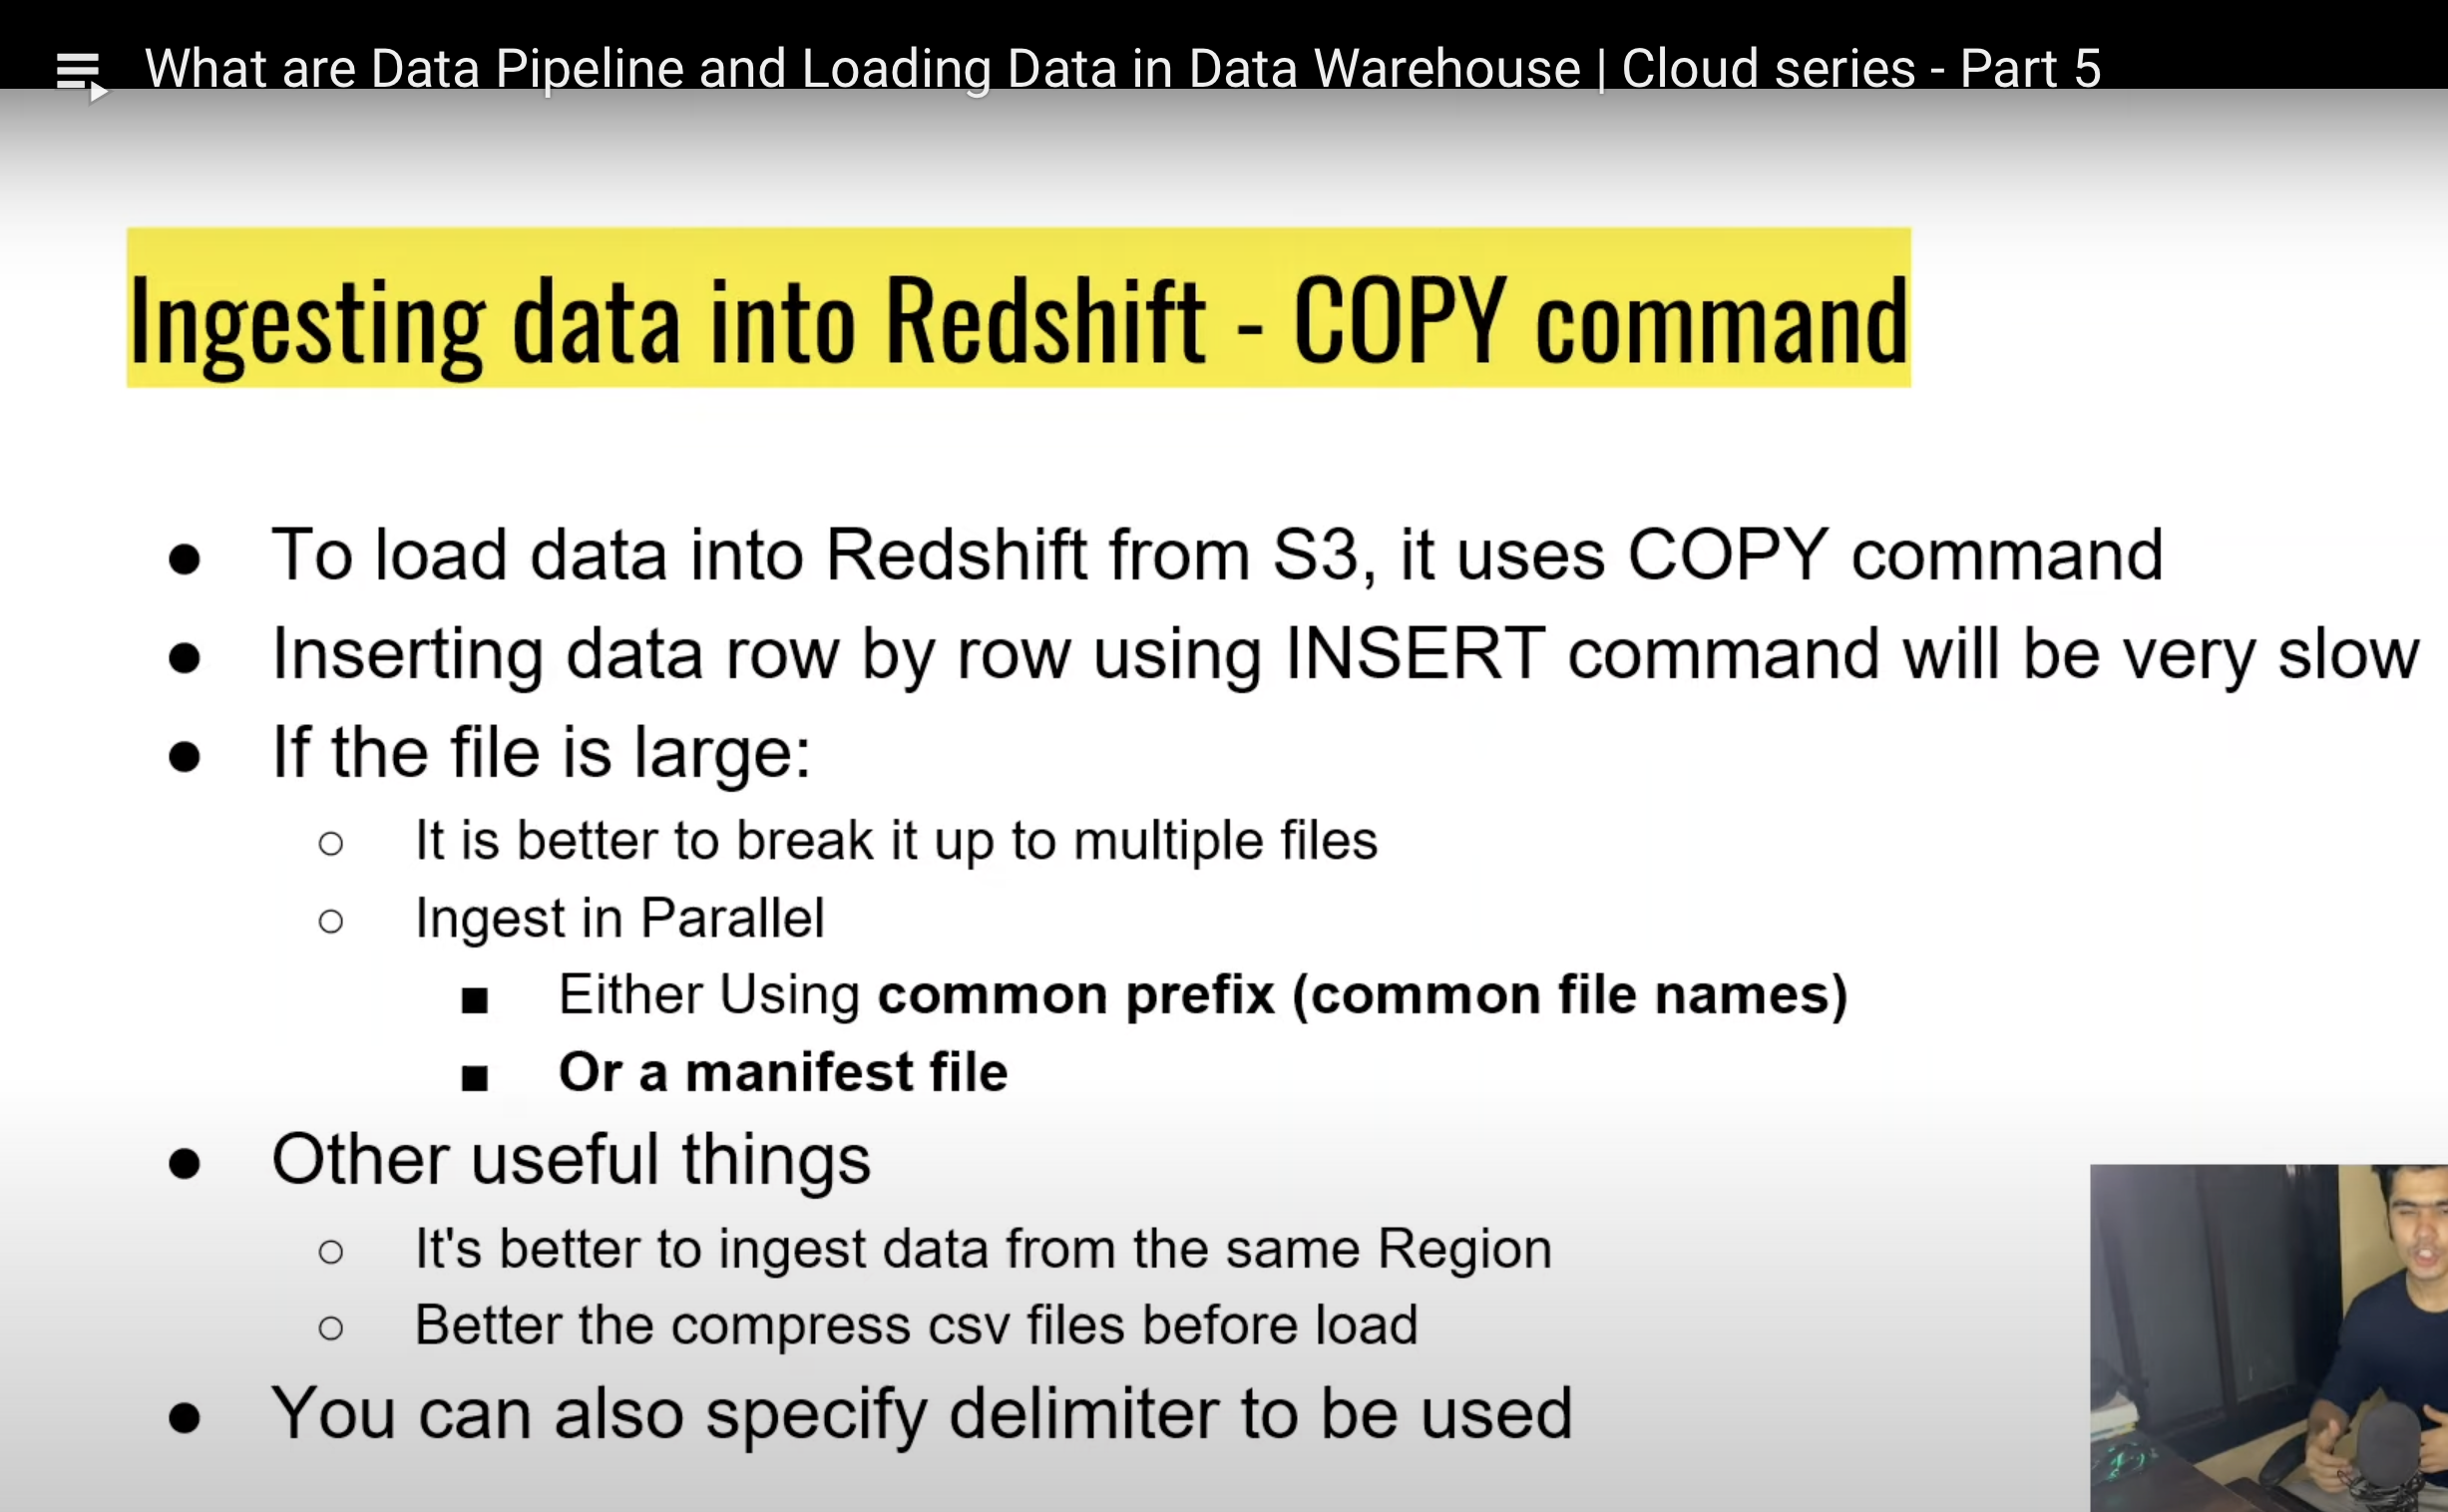 What are Data Pipeline and Loading Data in Data Warehouse | Cloud series - Part 5
Ingesting data into Redshift - COPY command
● To load data into Redshift from S3, it uses COPY command
● Inserting data row by row using INSERT command will be very slow
● If the file is large:
○ It is better to break it up to multiple files
○ Ingest in Parallel
■ Either Using common prefix (common file names)
■ Or a manifest file
● Other useful things
○ It's better to ingest data from the same Region
○ Better the compress csv files before load
● You can also specify delimiter to be used